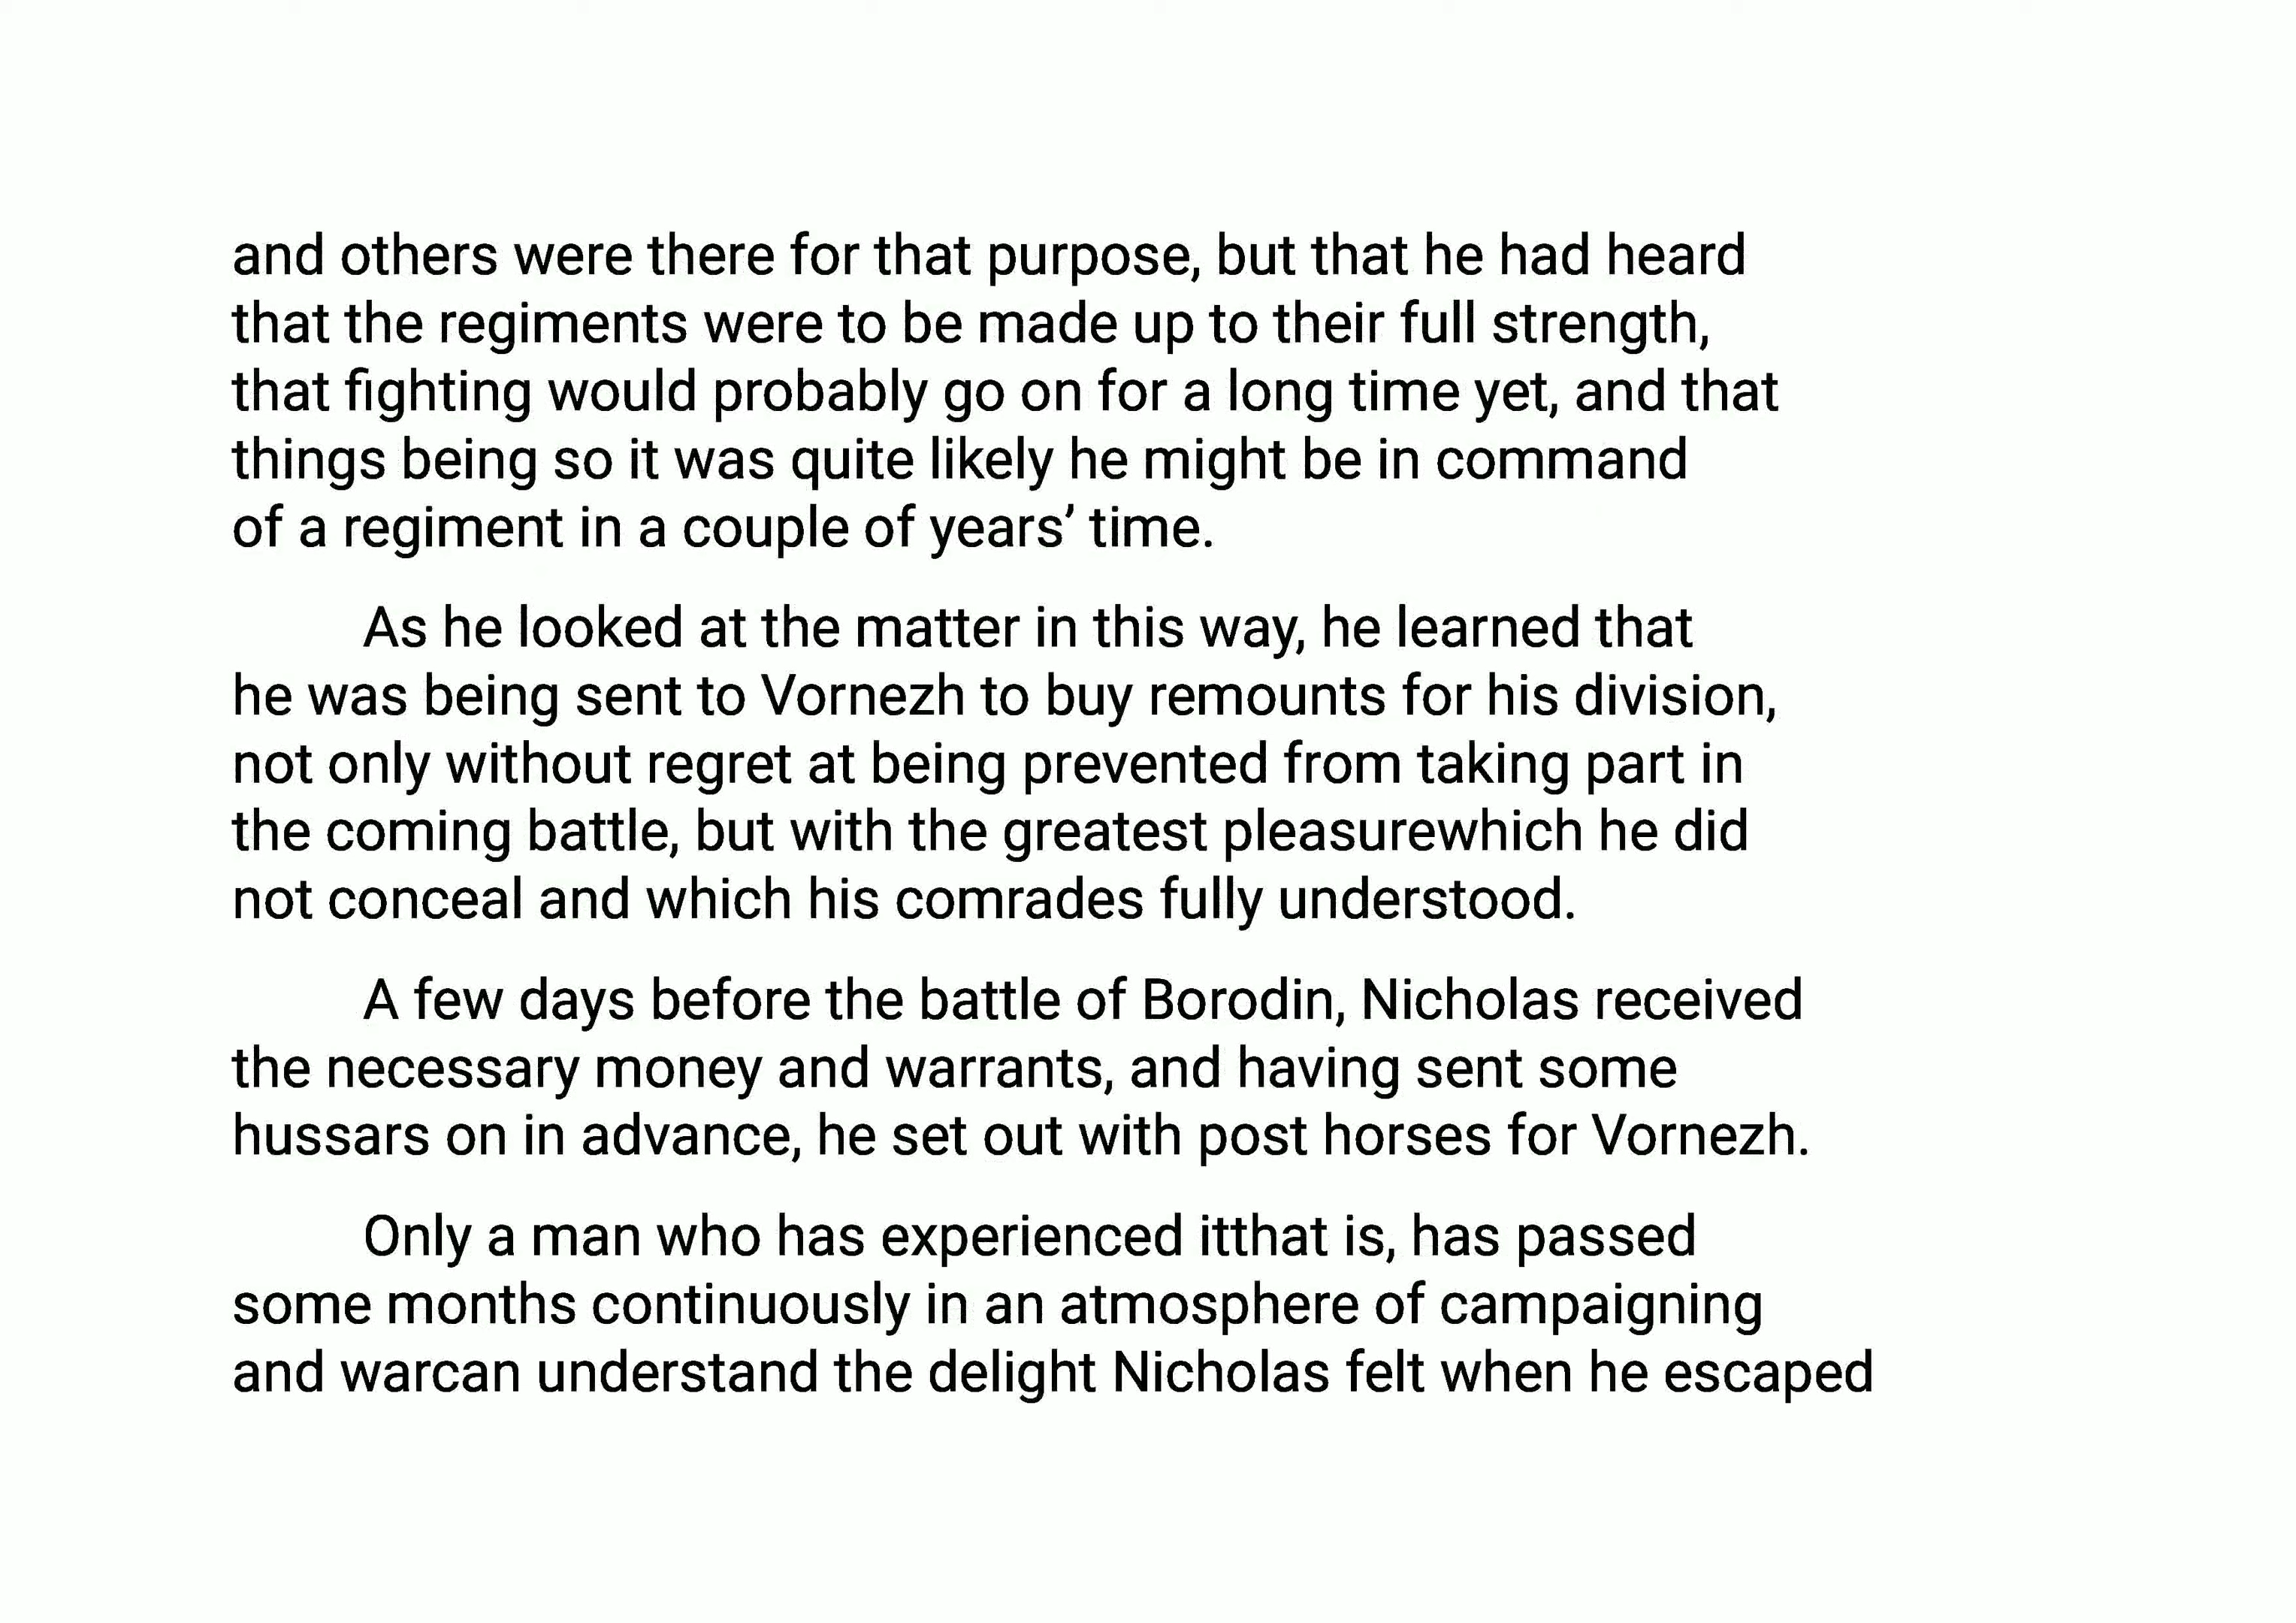 and others were there for that purpose, but that he had heard
that the regiments were to be made up to their full strength,
that fighting would probably go on for a long time yet, and that
things being so it was quite likely he might be in command
of a regiment in a couple of years’ time.
As he looked at the matter in this way, he learned that
he was being sent to Vornezh to buy remounts for his division,
not only without regret at being prevented from taking part in
the coming battle, but with the greatest pleasurewhich he did
not conceal and which his comrades fully understood.
A few days before the battle of Borodin, Nicholas received
the necessary money and warrants, and having sent some
hussars on in advance, he set out with post horses for Vornezh.
Only a man who has experienced itthat is, has passed
some months continuously in an atmosphere of campaigning
and warcan understand the delight Nicholas felt when he escaped